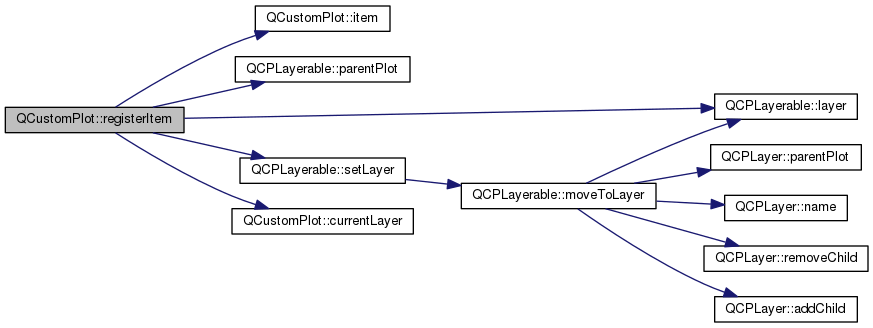 QCustomPlot::item
QCPLayerable::parentPlot
QCPLayerable::layer
QCustomPlot::registerItem
QCPLayer::parentPlot
QCPLayerable::setLayer
QCPLayerable::moveToLayer
QCPLayer::name
QCustomPlot::currentLayer
QCPLayer::removeChild
QCPLayer::addChild